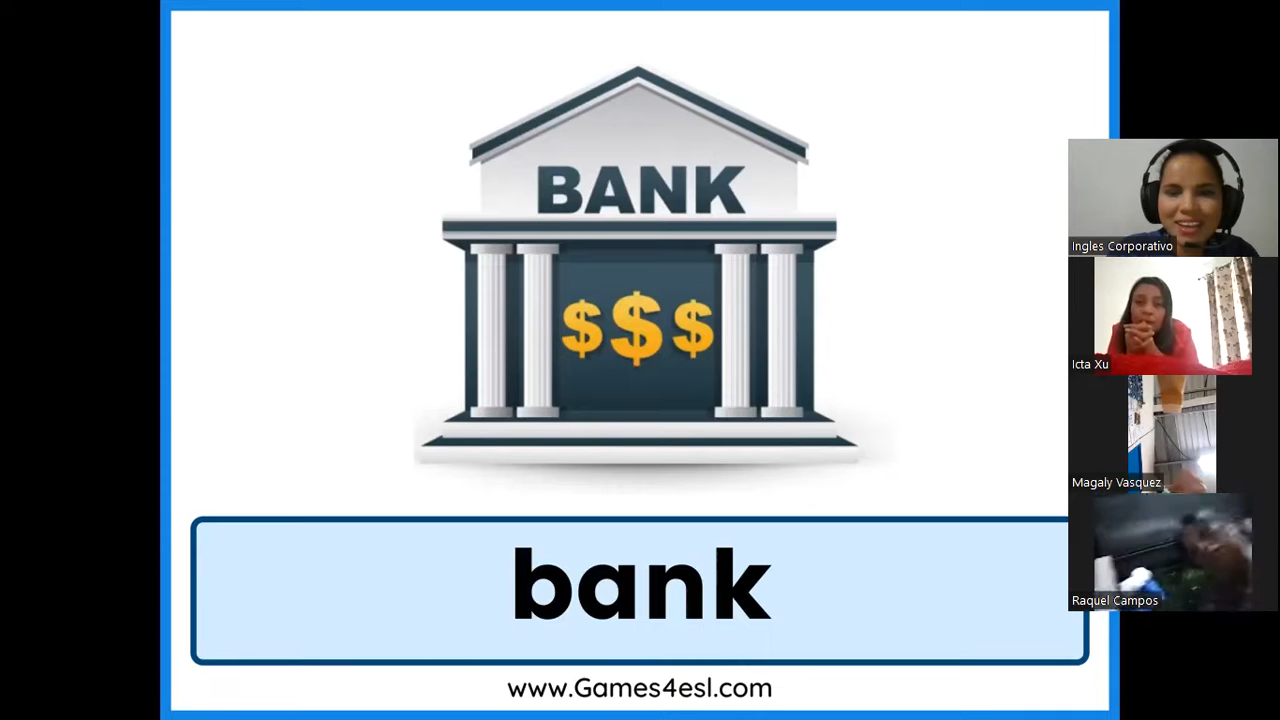 BANK
$$$
bank
www.Games4esl.com
Ingles Corporativo
Icta Xu
Magaly Vasquez
Raquel Campos